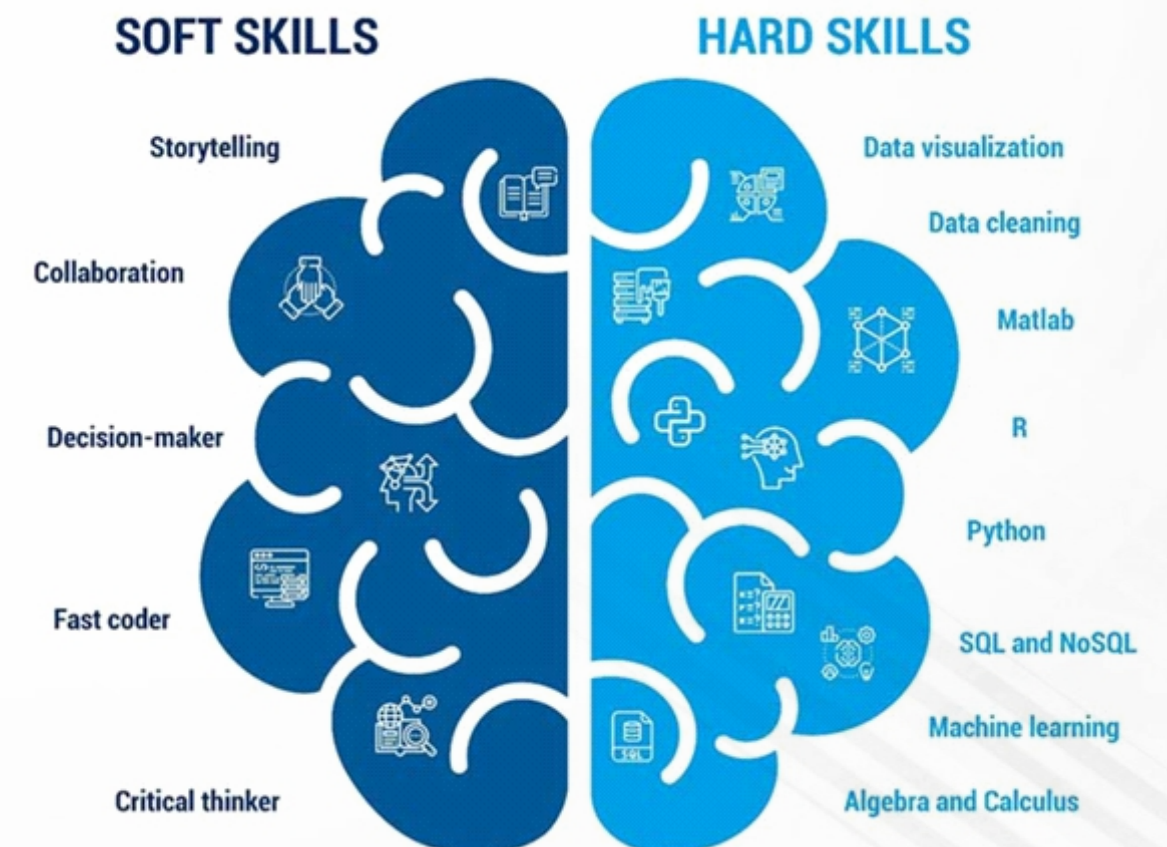 SOFT SKILLS
HARD SKILLS
Storytelling
Collaboration
Decision-maker
Fast coder
Critical thinker
Data visualization
Data cleaning
Matlab
R
Python
SQL and NoSQL
Machine learning
Algebra and Calculus
SQL